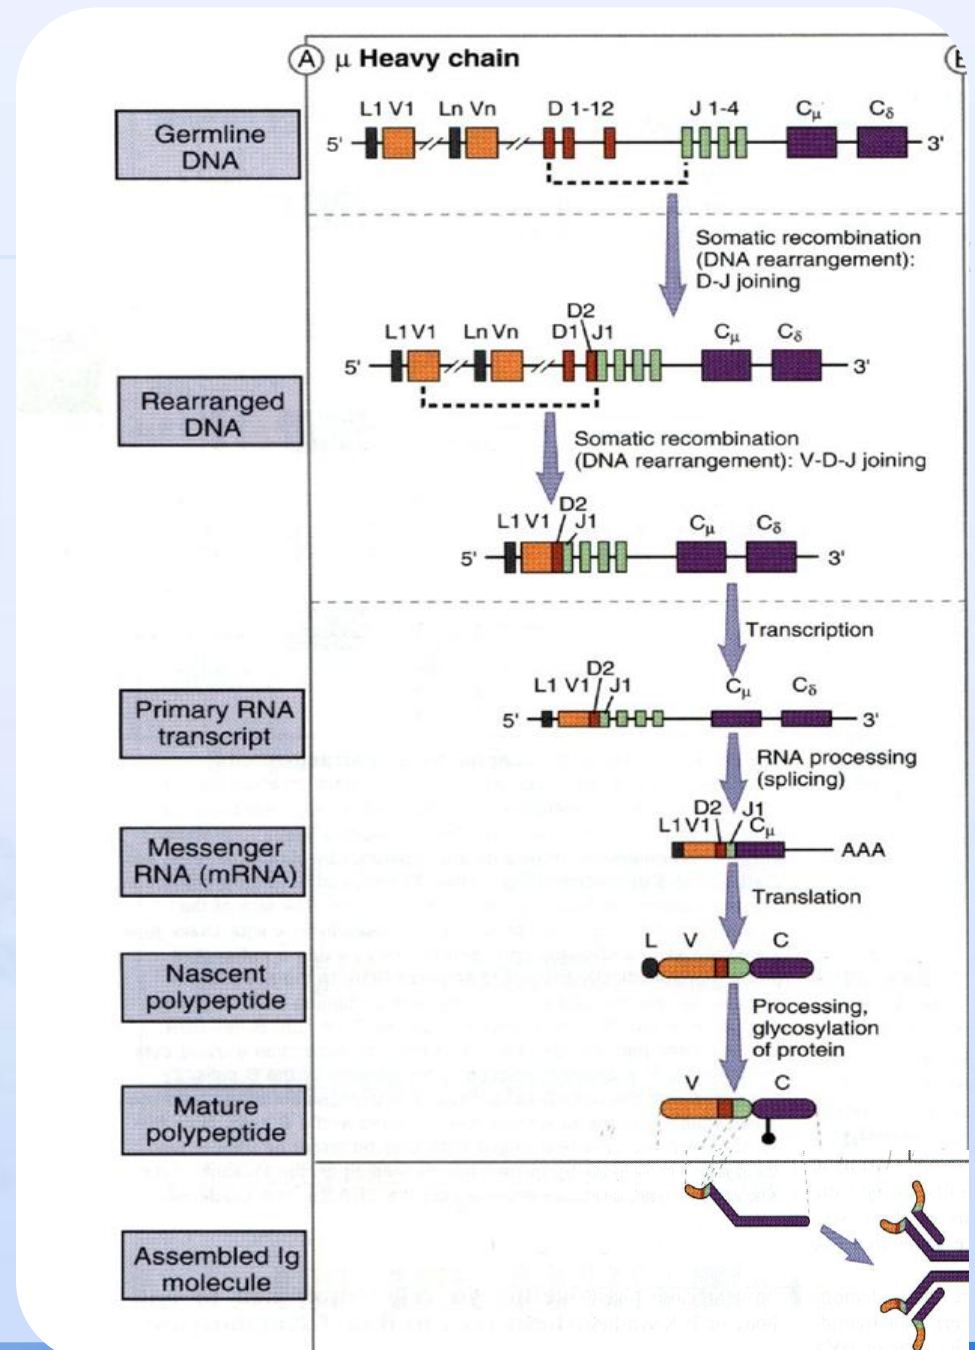 A μ Heavy chain
Germline
DNA
L1 V1 Ln Vn D 1-12 J 1-4 Cμ Cδ
5' 3'
Somatic recombination
(DNA rearrangement):
D-J joining
Rearranged
DNA
D2
L1 V1 Ln Vn D1 J1 Cμ Cδ
5' 3'
Somatic recombination
(DNA rearrangement): V-D-J joining
D2
L1 V1 J1 Cμ Cδ
5' 3'
Transcription
Primary RNA
transcript
D2
L1 V1 J1 Cμ Cδ
5' 3'
RNA processing
(splicing)
Messenger
RNA (mRNA)
D2 J1
L1 V1 Cμ
AAA
Translation
Nascent
polypeptide
L V C
Processing,
glycosylation
of protein
Mature
polypeptide
V C
Assembled Ig
molecule